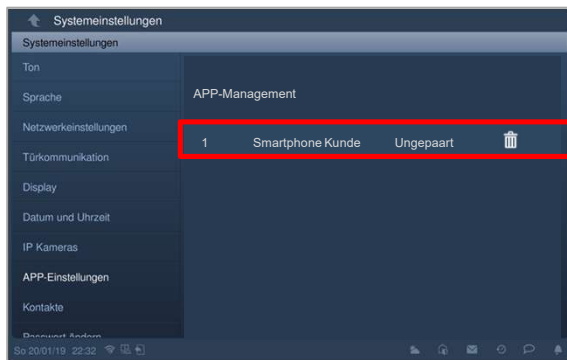 Systemeinstellungen
Systemeinstellungen
Ton
Sprache
Netzwerkeinstellungen
Türkommunikation
Display
Datum und Uhrzeit
IP Kameras
APP-Einstellungen
Kontakte
Passwort ändern
APP-Management
1 Smartphone Kunde Ungepaart
So 20/01/19 22:32